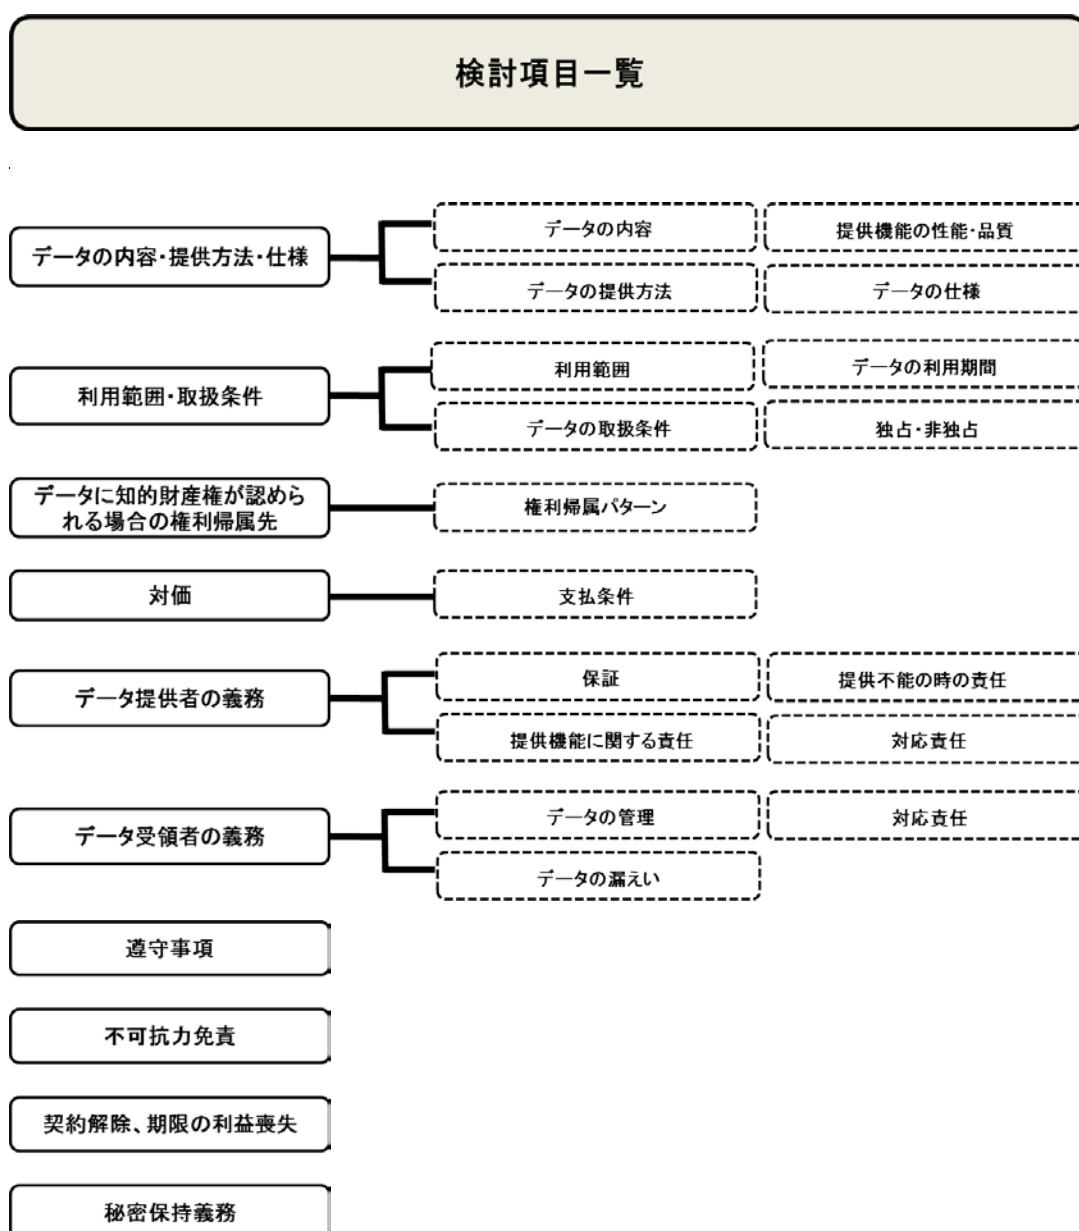 検討項目一覧
データの内容・提供方法・仕様
データの内容
提供機能の性能・品質
データの提供方法
データの仕様
利用範囲・取扱条件
利用範囲
データの利用期間
データの取扱条件
独占・非独占
データに知的財産権が認めら
れる場合の権利帰属先
権利帰属パターン
対価
支払条件
データ提供者の義務
保証
提供不能の時の責任
提供機能に関する責任
対応責任
データ受領者の義務
データの管理
対応責任
データの漏えい
遵守事項
不可抗力免責
契約解除、期限の利益喪失
秘密保持義務